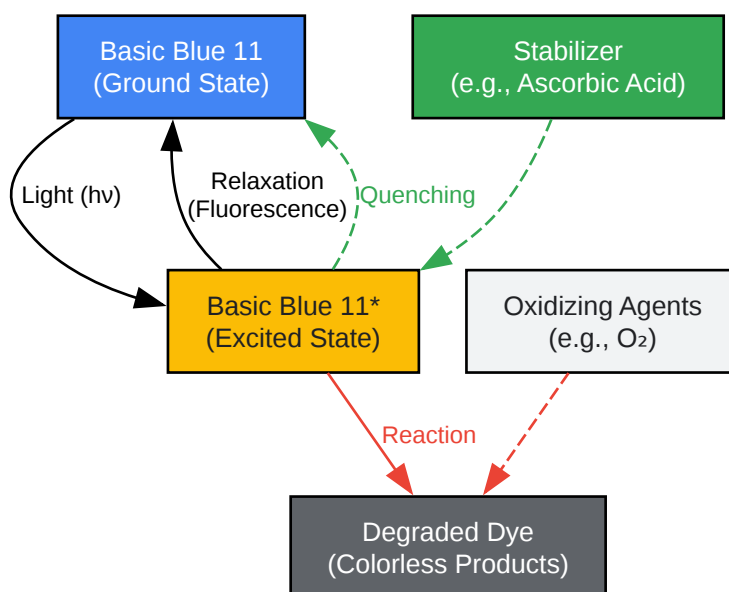 Basic Blue 11
(Ground State)
Stabilizer
(e.g., Ascorbic Acid)
Light (hν)
Relaxation
(Fluorescence)
Quenching
Basic Blue 11*
(Excited State)
Oxidizing Agents
(e.g., O₂)
Reaction
Degraded Dye
(Colorless Products)